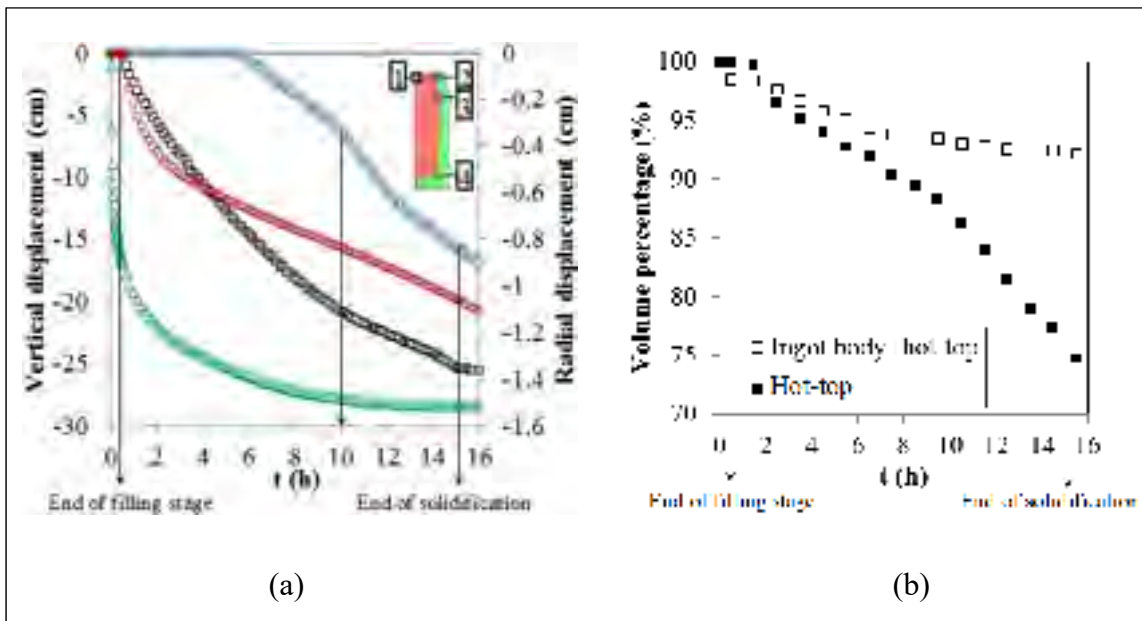 0
-5
-10
-15
-20
-25
-30
Vertical displacement (cm)
0
-0.2
-0.4
-0.6
-0.8
-1
-1.2
-1.4
-1.6
Radial displacement (cm)
0 2 4 6 8 10 12 14 16
t (h)
End of filling stage
End of solidification
(a)
100
95
90
85
80
75
70
Volume percentage (%)
Ingot body hot top
Hot-top
0 2 4 6 8 10 12 14 16
t (h)
End of filling stage
End of solidification
(b)